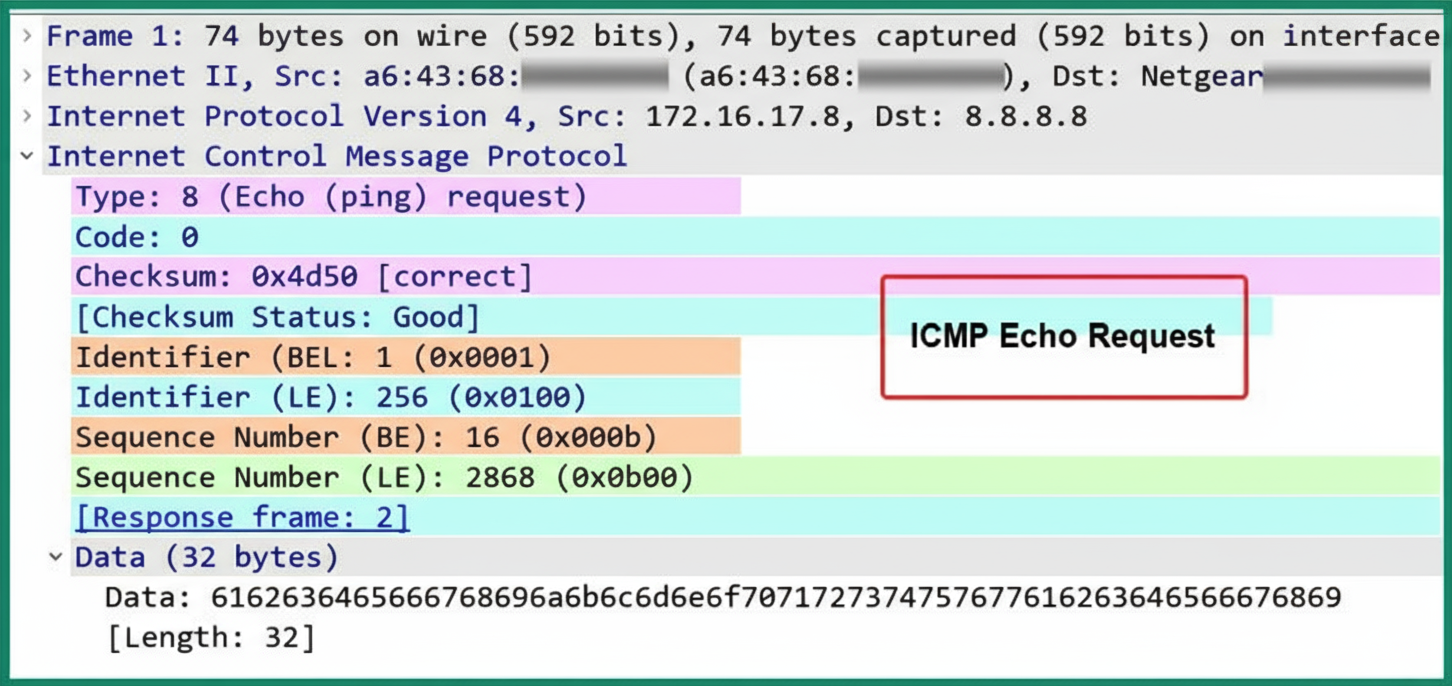 Frame 1: 74 bytes on wire (592 bits), 74 bytes captured (592 bits) on interface
Ethernet II, Src: a6:43:68: (a6:43:68: ), Dst: Netgear
Internet Protocol Version 4, Src: 172.16.17.8, Dst: 8.8.8.8
Internet Control Message Protocol
Type: 8 (Echo (ping) request)
Code: 0
Checksum: 0x4d50 [correct]
[Checksum Status: Good]
ICMP Echo Request
Identifier (BEL: 1 (0x0001)
Identifier (LE): 256 (0x0100)
Sequence Number (BE): 16 (0x000b)
Sequence Number (LE): 2868 (0x0b00)
[Response frame: 2]
Data (32 bytes)
Data: 6162636465666768696a6b6c6d6e6f7071727374757677616263646566676869
[Length: 32]